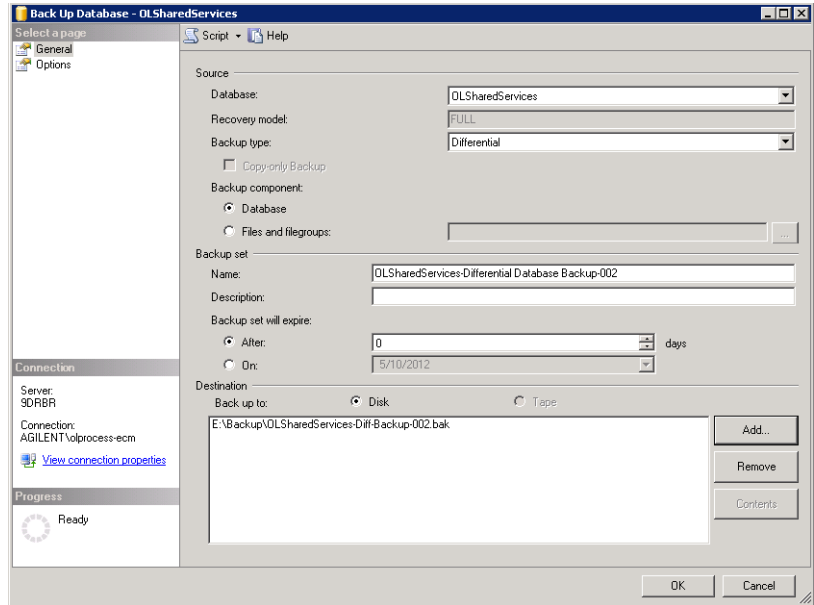 Back Up Database - OLSharedServices
Select a page
General
Options
Script
Help
Source
Database:
OLSharedServices
Recovery model:
FULL
Backup type:
Differential
Copy-only Backup
Backup component:
Database
Files and filegroups:
...
Backup set
Name:
OLSharedServices-Differential Database Backup-002
Description:
Backup set will expire:
After:
0
days
On:
5/10/2012
Destination
Back up to:
Disk
Tape
E:\Backup\OLSharedServices-Diff-Backup-002.bak
Add...
Remove
Contents
Connection
Server:
9DRBR
Connection:
AGILENT\olprocess-ecm
View connection properties
Progress
Ready
OK
Cancel